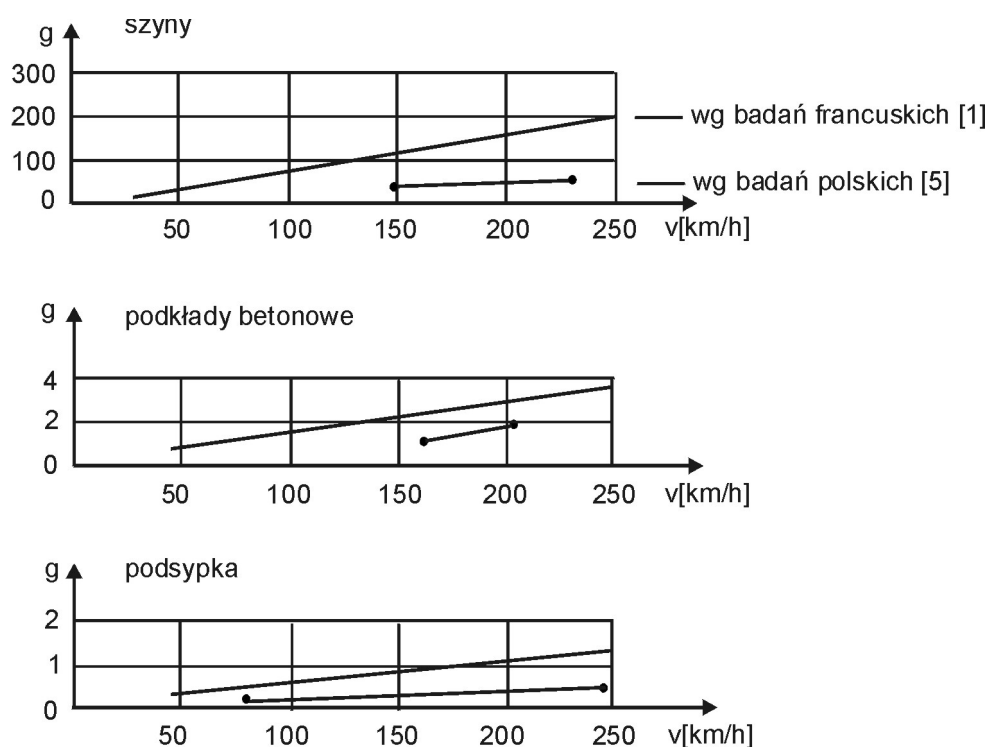 szyny
g
300
200
100
0
50 100 150 200 250 v[km/h]
wg badań francuskich [1]
wg badań polskich [5]
podkłady betonowe
g
4
2
0
50 100 150 200 250 v[km/h]
podsypka
g
2
1
0
50 100 150 200 250 v[km/h]